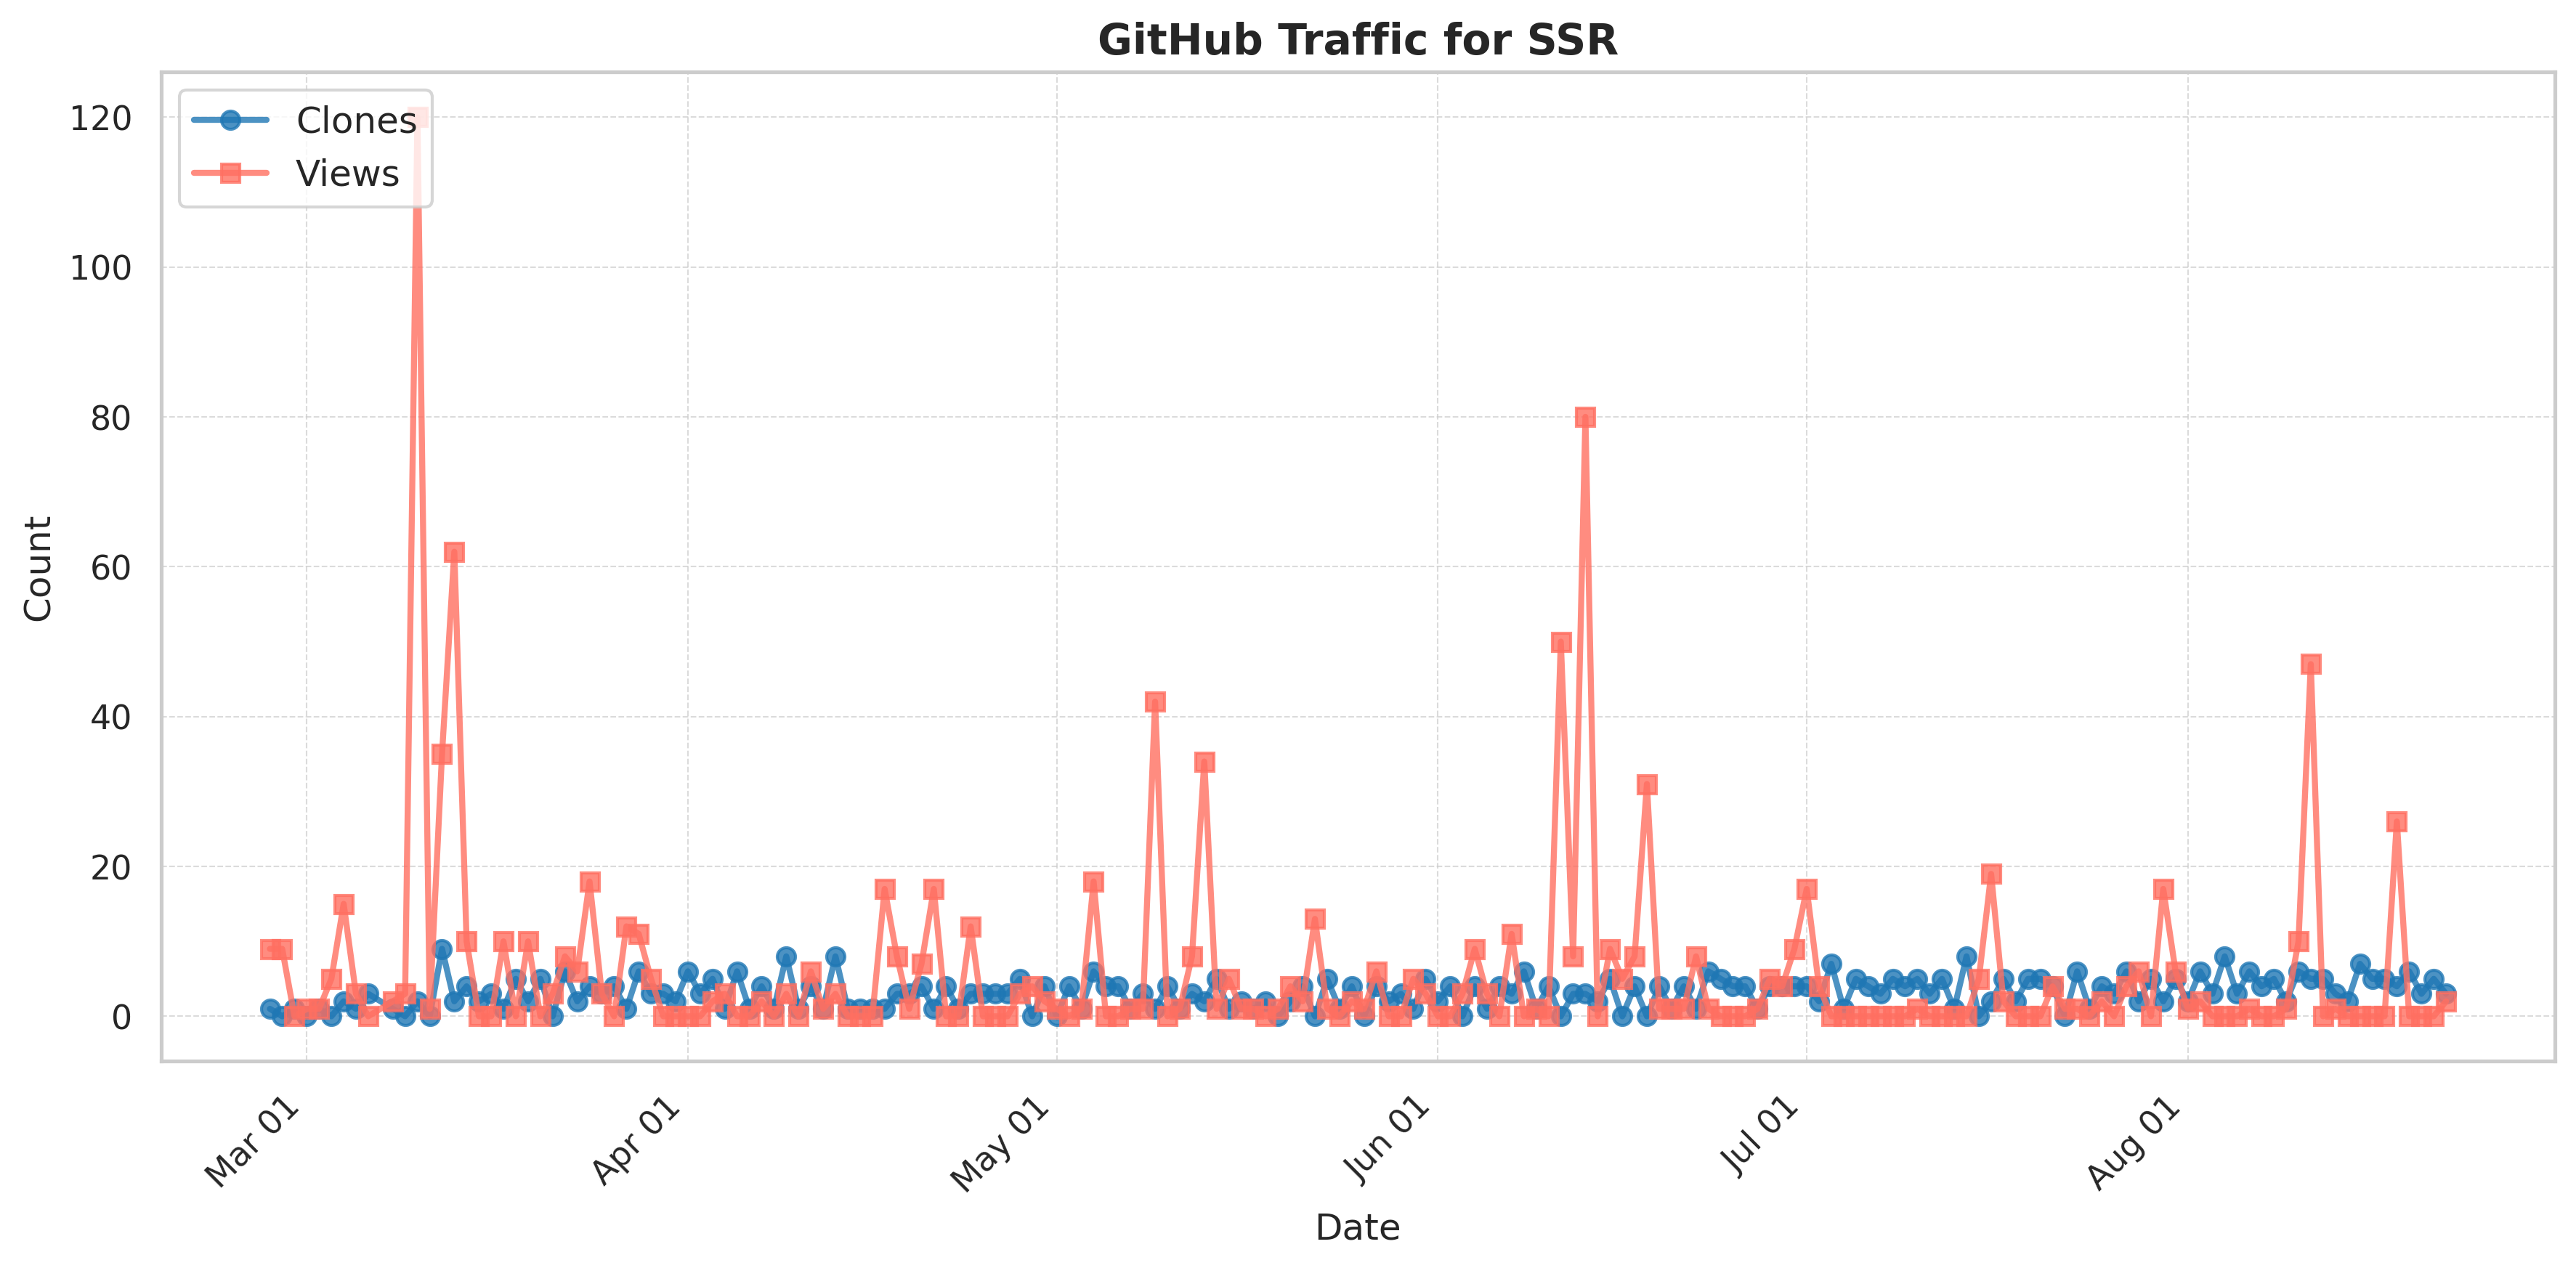 GitHub Traffic for SSR
Clones
Views
120
100
80
60
40
20
0
Count
Mar 01
Apr 01
May 01
Jun 01
Jul 01
Aug 01
Date